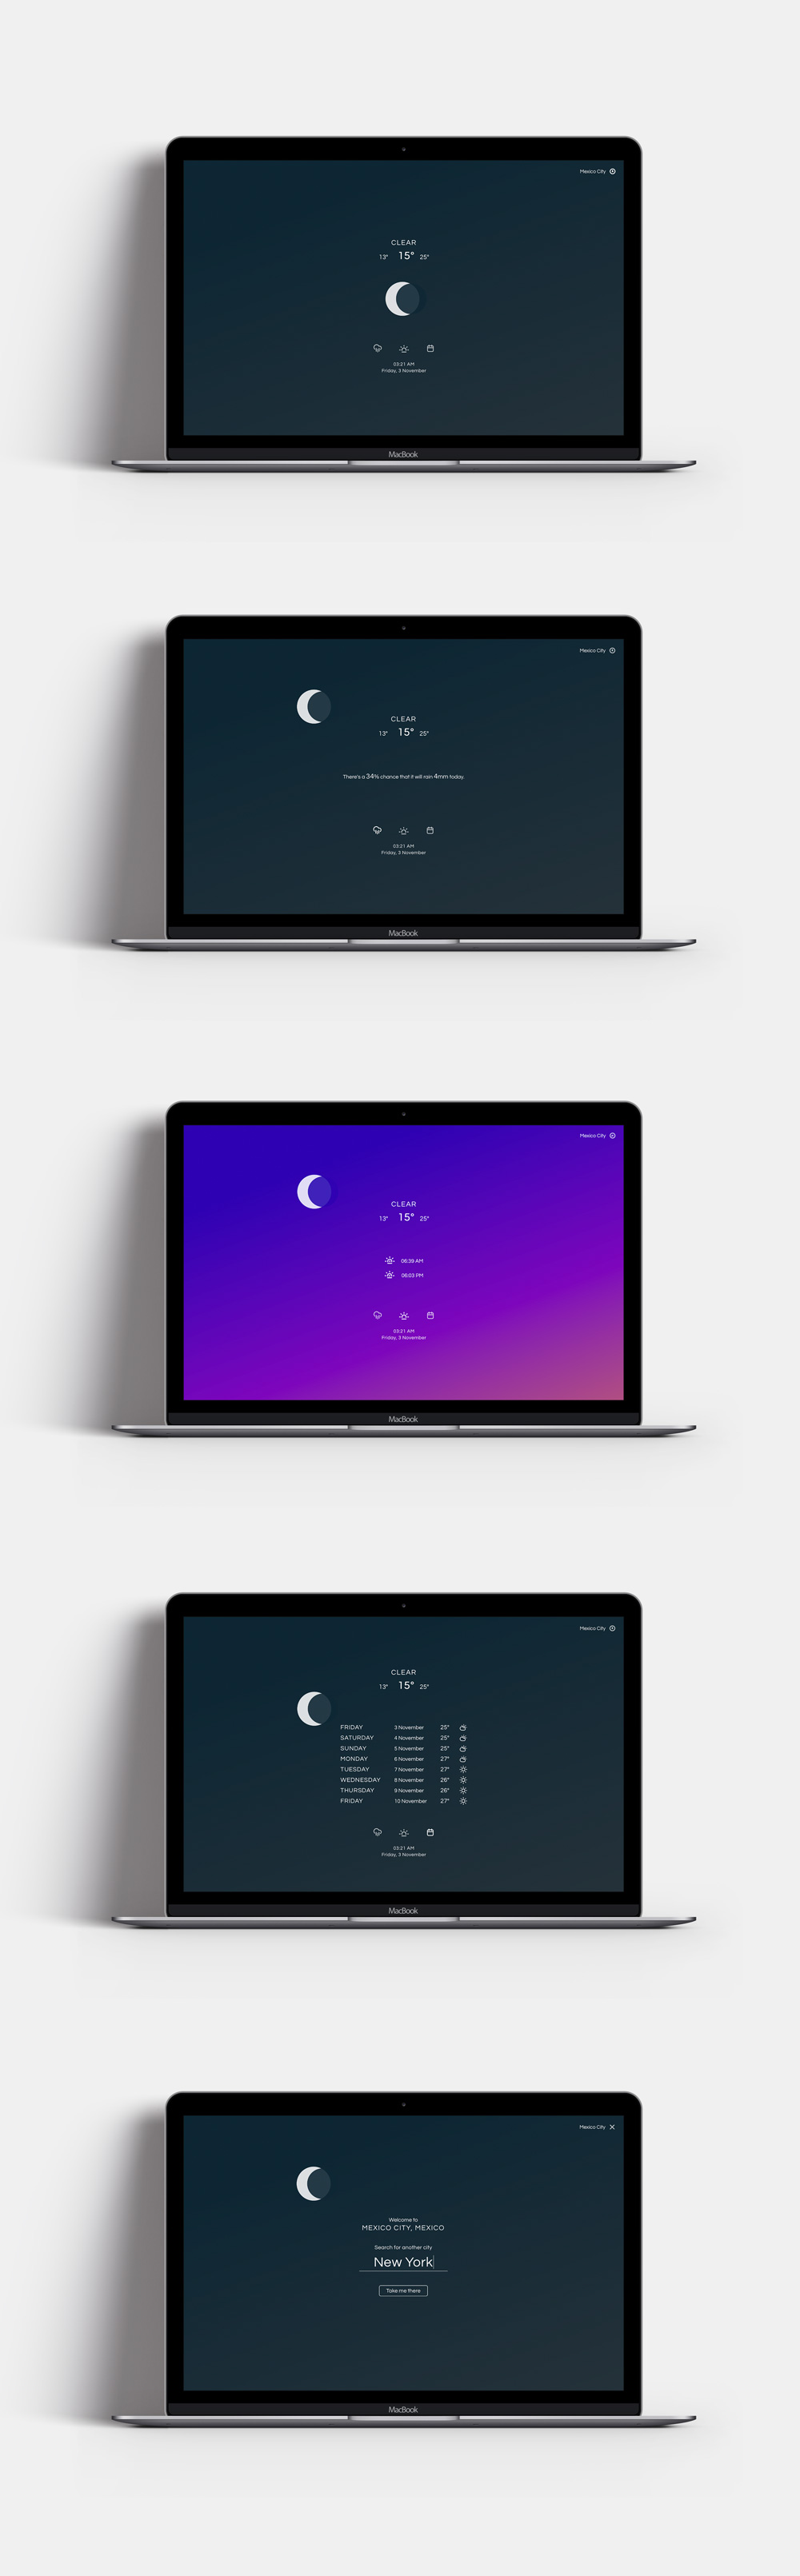 Mexico City
CLEAR
13° 15° 25°
03:21 AM
Friday, 3 November
MacBook
Mexico City
CLEAR
13° 15° 25°
There's a 34% chance that it will rain 4mm today.
03:21 AM
Friday, 3 November
MacBook
Mexico City
CLEAR
13° 15° 25°
06:39 AM
06:03 PM
03:21 AM
Friday, 3 November
MacBook
Mexico City
CLEAR
13° 15° 25°
FRIDAY 3 November 25°
SATURDAY 4 November 25°
SUNDAY 5 November 25°
MONDAY 6 November 27°
TUESDAY 7 November 27°
WEDNESDAY 8 November 26°
THURSDAY 9 November 26°
FRIDAY 10 November 27°
03:21 AM
Friday, 3 November
MacBook
Mexico City
Welcome to
MEXICO CITY, MEXICO
Search for another city
New York
Take me there
MacBook